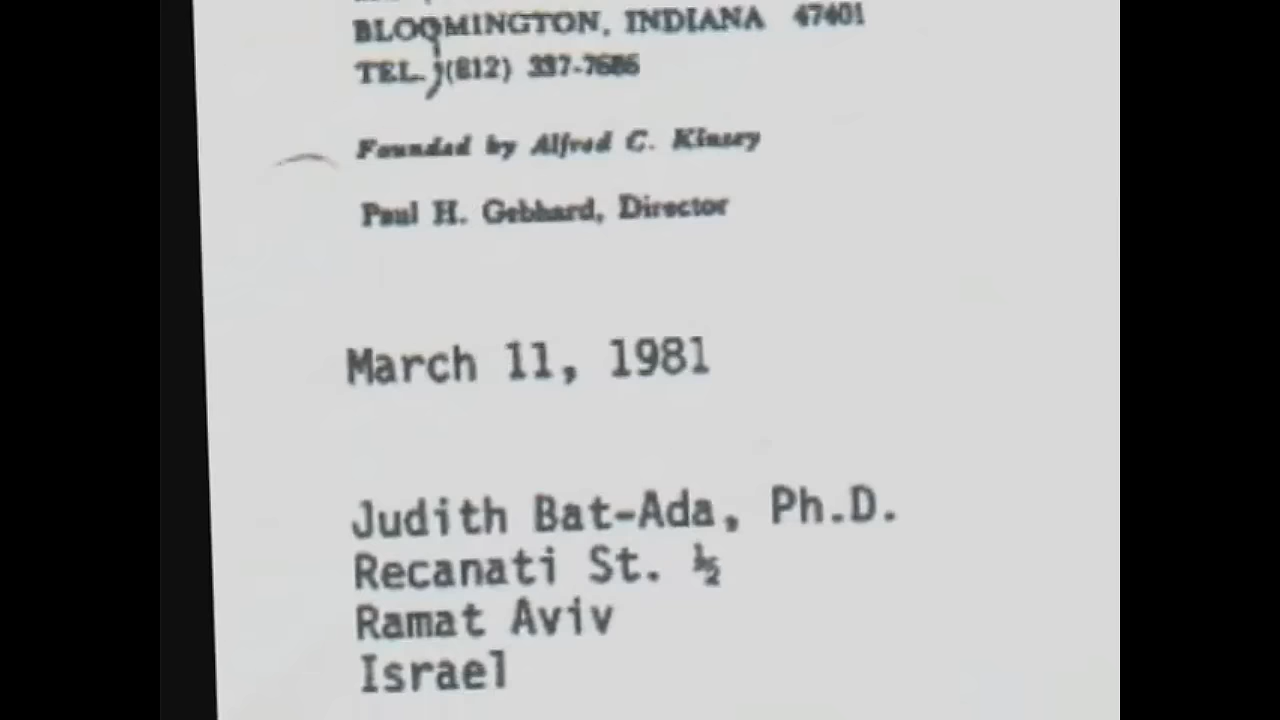 BLOOMINGTON, INDIANA 47401
TEL. (812) 337-7686
Founded by Alfred C. Kinsey
Paul H. Gebhard, Director
March 11, 1981
Judith Bat-Ada, Ph.D.
Recanati St. ½
Ramat Aviv
Israel